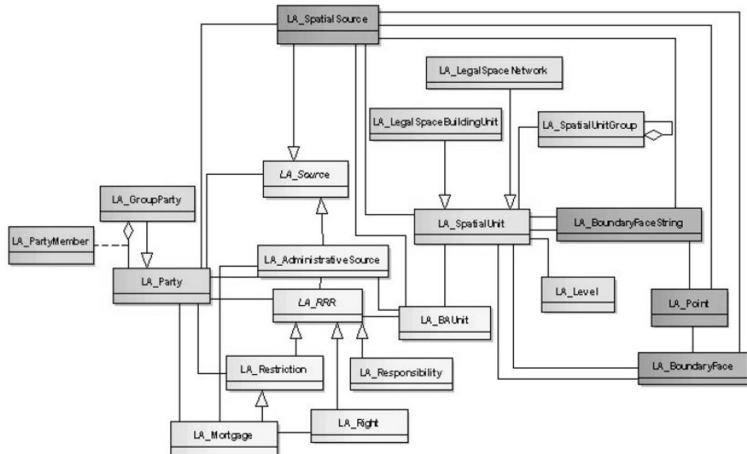 LA_SpatialSource
LA_LegalSpaceNetwork
LA_LegalSpaceBuildingUnit
LA_SpatialUnitGroup
LA_Source
LA_GroupParty
LA_SpatialUnit
LA_BoundaryFaceString
LA_PartyMember
LA_AdministrativeSource
LA_Party
LA_Level
LA_RRR
LA_Point
LA_BAUnit
LA_Restriction
LA_Responsibility
LA_BoundaryFace
LA_Right
LA_Mortgage